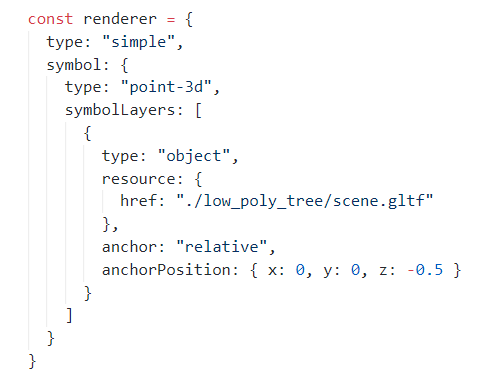 const renderer = {
  type: "simple",
  symbol: {
    type: "point-3d",
    symbolLayers: [
      {
        type: "object",
        resource: {
          href: "./low_poly_tree/scene.gltf"
        },
        anchor: "relative",
        anchorPosition: { x: 0, y: 0, z: -0.5 }
      }
    ]
  }
}